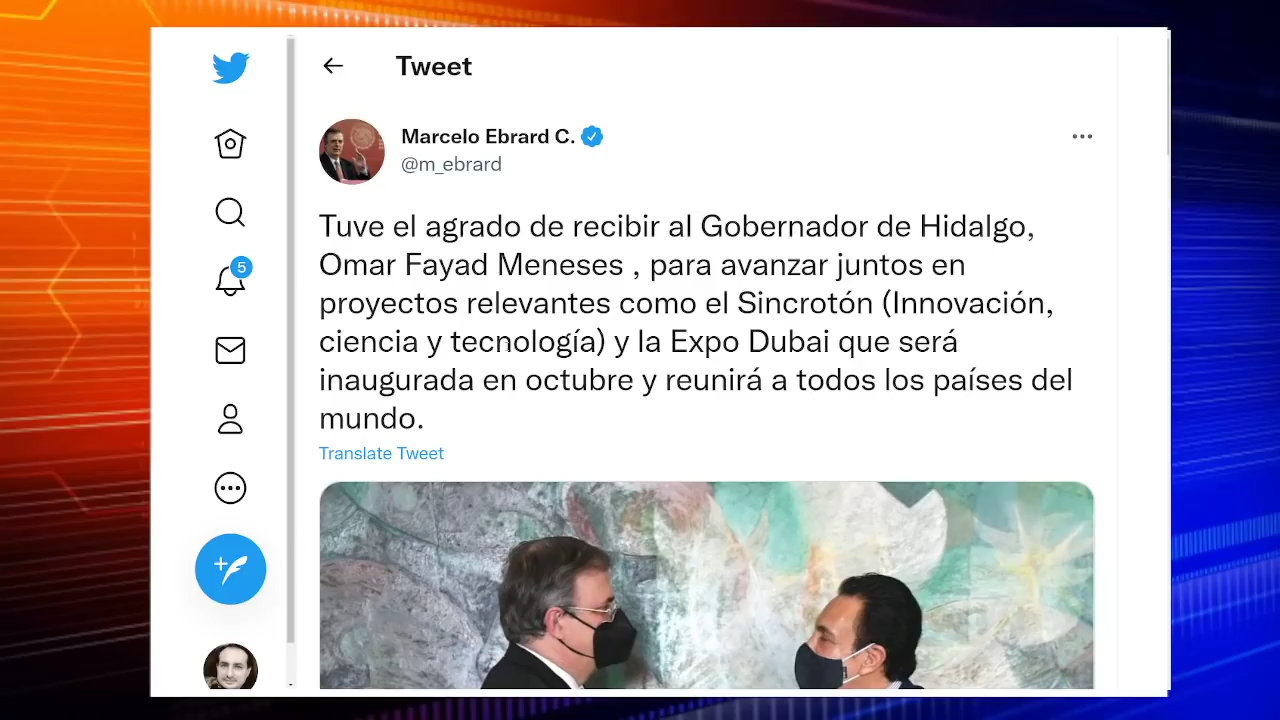 Tweet
Marcelo Ebrard C.
@m_ebrard
5
Tuve el agrado de recibir al Gobernador de Hidalgo,
Omar Fayad Meneses , para avanzar juntos en
proyectos relevantes como el Sincrotón (Innovación,
ciencia y tecnología) y la Expo Dubai que será
inaugurada en octubre y reunirá a todos los países del
mundo.
Translate Tweet